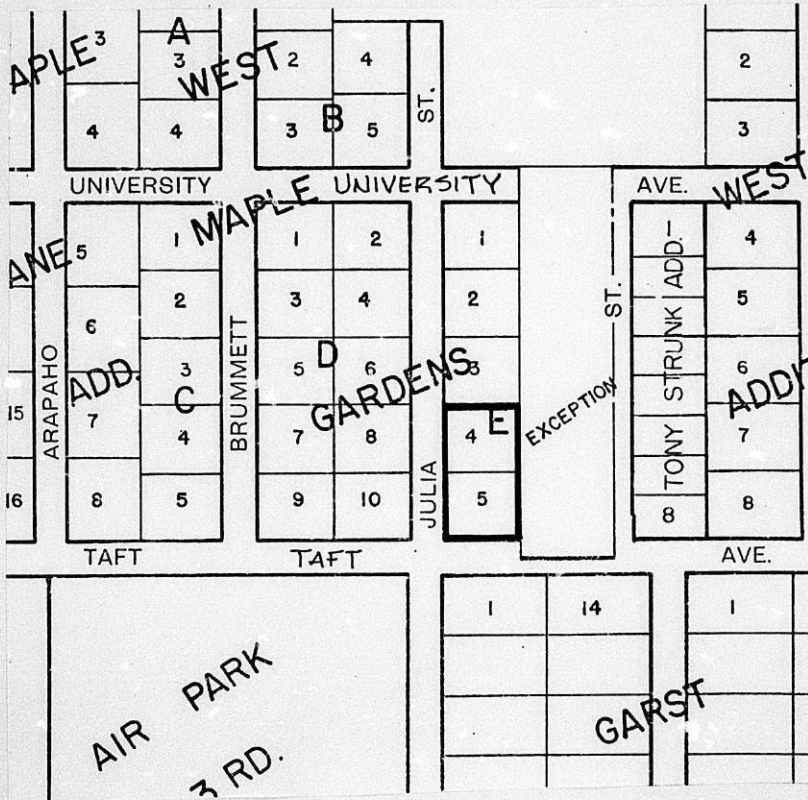 3
A
3
2
4
2
APLE
WEST
ST.
4
4
3
B
5
3
UNIVERSITY
UNIVERSITY
AVE.
WEST
MAPLE
ANE
5
1
1
2
1
4
2
3
4
2
5
6
ST.
ARAPAHO
BRUMMETT
ADD.
3
5
D
6
3
6
GARDENS
EXCEPTION
TONY STRUNK ADD.
ADDIT
15
7
C
4
7
8
4
E
7
JULIA
16
8
5
9
10
5
8
8
TAFT
TAFT
AVE.
1
14
1
AIR PARK
3 RD.
GARST